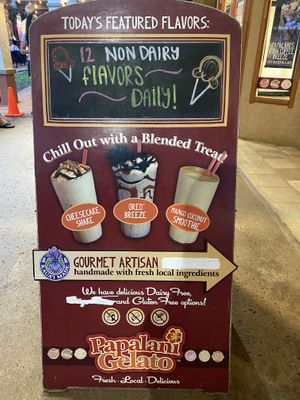 TODAY'S FEATURED FLAVORS:
12 NON DAIRY
FLAVORS
DAILY!
Chill Out with a Blended Treat!
CHEESECAKE
SHAKE
OREO
BREEZE
MANGO COCONUT
SMOOTHIE
GOURMET ARTISAN
handmade with fresh local ingredients
We have delicious Dairy Free,
and Gluten Free options!
Papalani
Gelato
Fresh · Local · Delicious